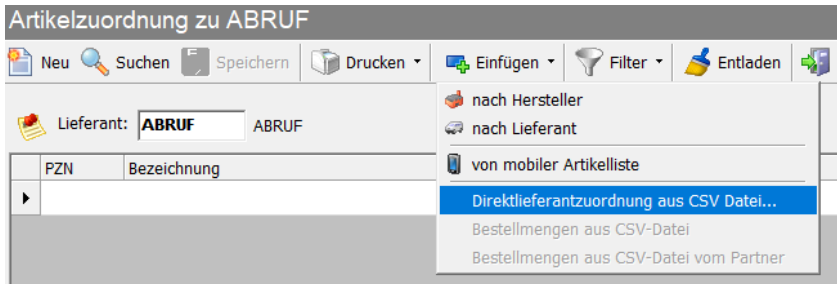 Artikelzuordnung zu ABRUF
Neu Suchen Speichern Drucken Einfügen Filter Entladen
nach Hersteller
Lieferant: ABRUF ABRUF
nach Lieferant
PZN Bezeichnung
von mobiler Artikelliste
Direktlieferantzuordnung aus CSV Datei...
Bestellmengen aus CSV-Datei
Bestellmengen aus CSV-Datei vom Partner